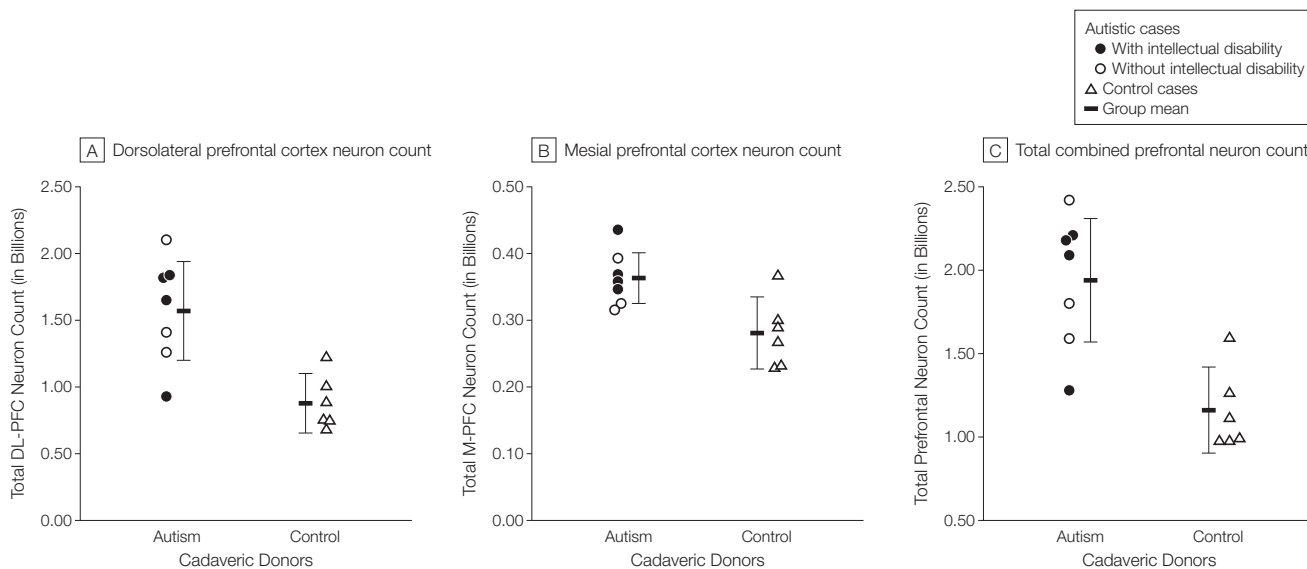 Autistic cases
With intellectual disability
Without intellectual disability
Control cases
Group mean
A Dorsolateral prefrontal cortex neuron count
Total DL-PFC Neuron Count (in Billions)
2.50
2.00
1.50
1.00
0.50
0.00
Autism Control
Cadaveric Donors
B Mesial prefrontal cortex neuron count
Total M-PFC Neuron Count (in Billions)
0.50
0.40
0.30
0.20
0.10
0.00
Autism Control
Cadaveric Donors
C Total combined prefrontal neuron count
Total Prefrontal Neuron Count (in Billions)
2.50
2.00
1.50
1.00
0.50
Autism Control
Cadaveric Donors